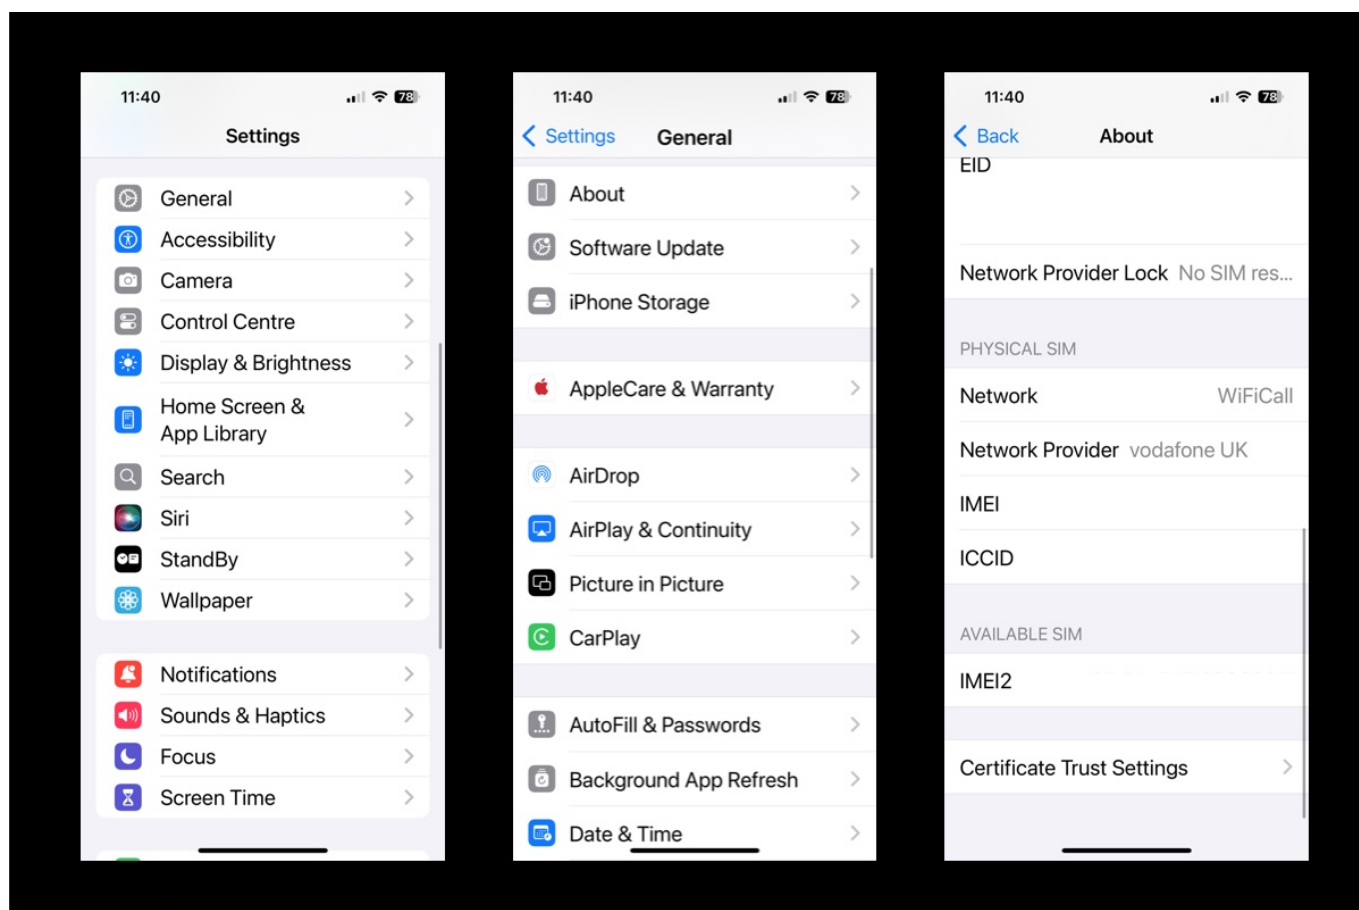 11:40
78
Settings
General
Accessibility
Camera
Control Centre
Display & Brightness
Home Screen &
App Library
Search
Siri
StandBy
Wallpaper
Notifications
Sounds & Haptics
Focus
Screen Time
11:40
78
Settings
General
About
Software Update
iPhone Storage
AppleCare & Warranty
AirDrop
AirPlay & Continuity
Picture in Picture
CarPlay
AutoFill & Passwords
Background App Refresh
Date & Time
11:40
78
Back
About
EID
Network Provider Lock No SIM res...
PHYSICAL SIM
Network WiFiCall
Network Provider vodafone UK
IMEI
ICCID
AVAILABLE SIM
IMEI2
Certificate Trust Settings